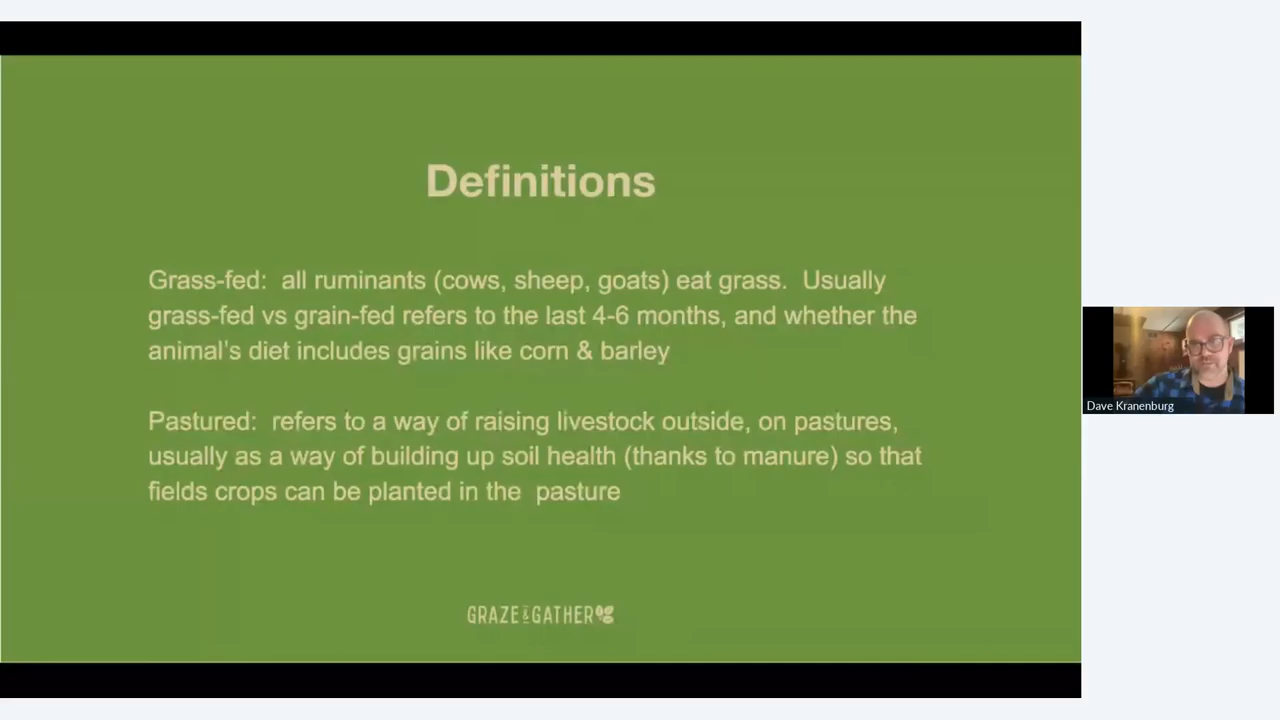 Definitions
Grass-fed:  all ruminants (cows, sheep, goats) eat grass.  Usually
grass-fed vs grain-fed refers to the last 4-6 months, and whether the
animal's diet includes grains like corn & barley
Pastured:  refers to a way of raising livestock outside, on pastures,
usually as a way of building up soil health (thanks to manure) so that
fields crops can be planted in the  pasture
GRAZE & GATHER
Dave Kranenburg